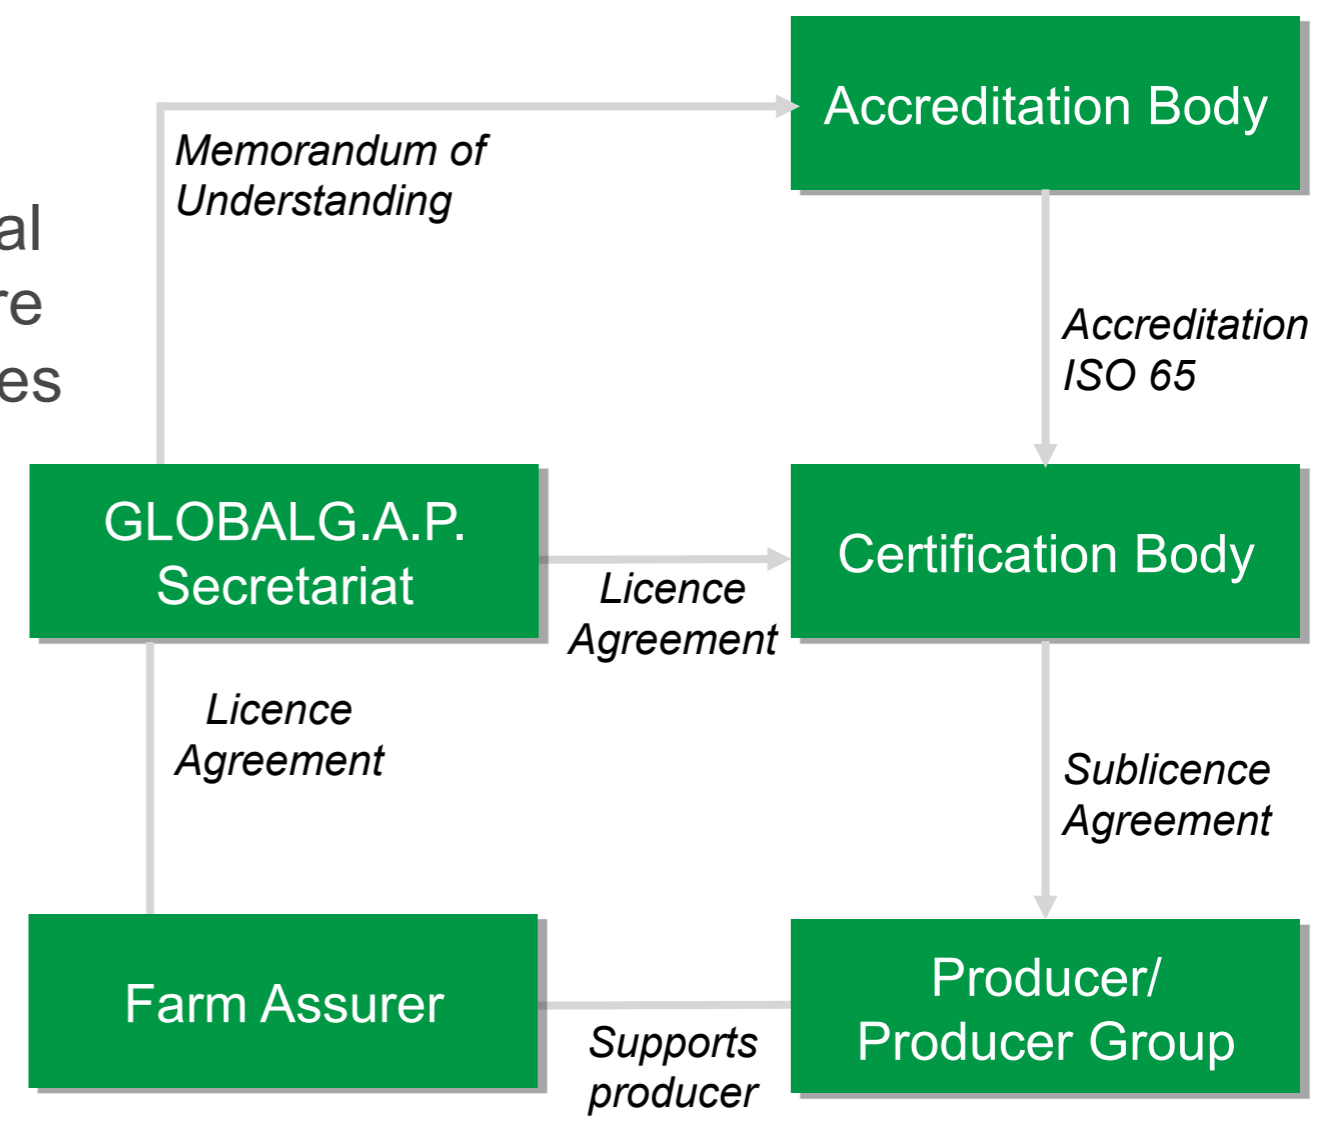 Accreditation Body
Memorandum of
Understanding
al
re
es
Accreditation
ISO 65
GLOBALG.A.P.
Secretariat
Licence
Agreement
Certification Body
Licence
Agreement
Sublicence
Agreement
Farm Assurer
Supports
producer
Producer/
Producer Group